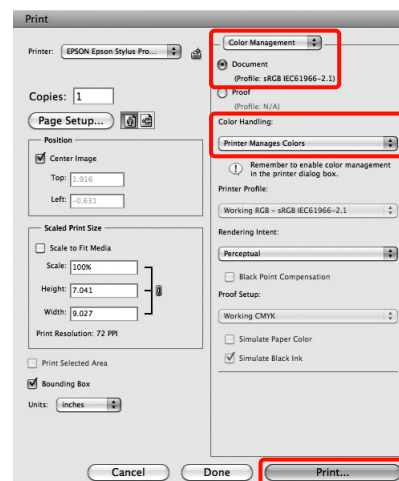 Print
Printer: EPSON Epson Stylus Pro...
Copies: 1
Page Setup...
Position
Center Image
Top: 1.916
Left: -0.631
Scaled Print Size
Scale to Fit Media
Scale: 100%
Height: 7.041
Width: 9.027
Print Resolution: 72 PPI
Print Selected Area
Bounding Box
Units: inches
Color Management
Document
(Profile: sRGB IEC61966-2.1)
Proof
(Profile: N/A)
Color Handling:
Printer Manages Colors
Remember to enable color management
in the printer dialog box.
Printer Profile:
Working RGB - sRGB IEC61966-2.1
Rendering Intent:
Perceptual
Black Point Compensation
Proof Setup:
Working CMYK
Simulate Paper Color
Simulate Black Ink
Cancel
Done
Print...